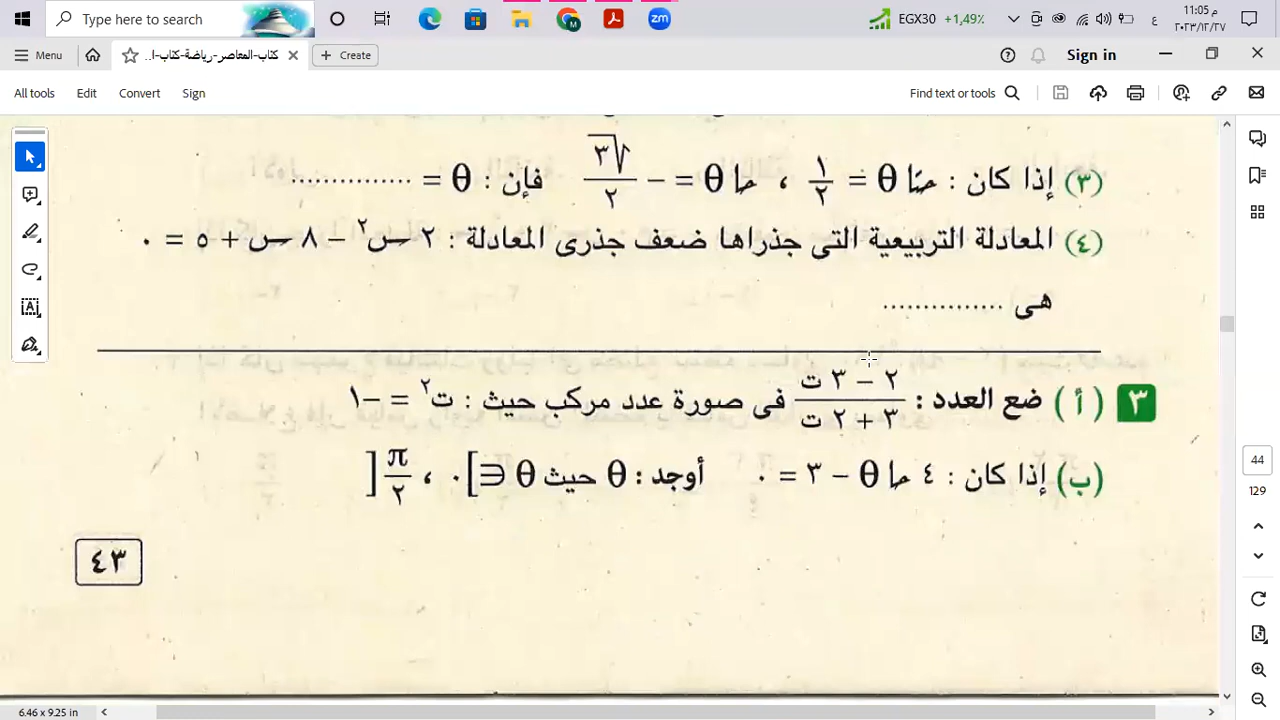 Type here to search
EGX30 +1,49%
ع
م 11:05
٢٠٢٣/١٢/٢٧
Menu
كتاب-المعاصر-رياضة-كتاب-ا...
Create
Sign in
All tools Edit Convert Sign
Find text or tools
(٣) إذا كان : منا θ = ١/٢ ، ما θ = − √٣/٢ فإن : θ = ...............
(٤) المعادلة التربيعية التى جذراها ضعف جذرى المعادلة : ٢ س٢ − ٨ س + ٥ = ٠
هى ...............
٣ (أ) ضع العدد : ٢ − ٣ ت / ٣ + ٢ ت فى صورة عدد مركب حيث : ت٢ = −١
(ب) إذا كان : ٤ ما θ − ٣ = ٠ أوجد : θ حيث θ ∈ ]٠ ، π/٢[
٤٣
44
129
6.46 x 9.25 in